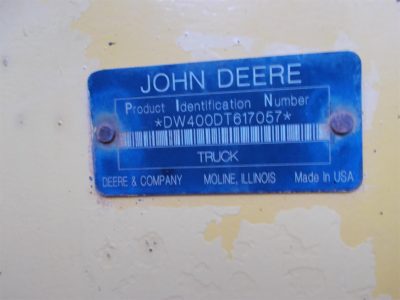 JOHN DEERE
Product Identification Number
*DW400DT617057*
TRUCK
DEERE & COMPANY MOLINE, ILLINOIS Made In USA